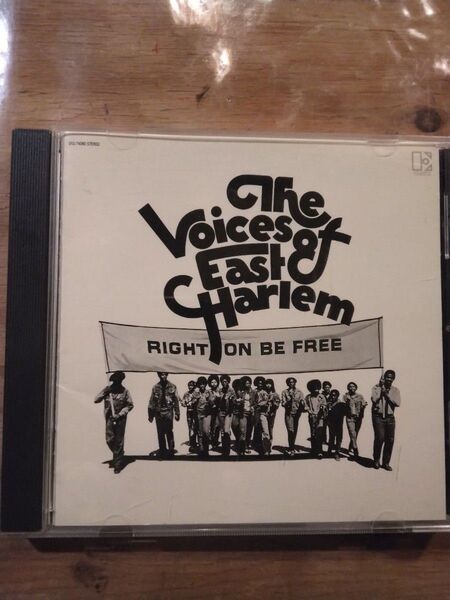 The
Voices of
East
Harlem
RIGHT ON BE FREE